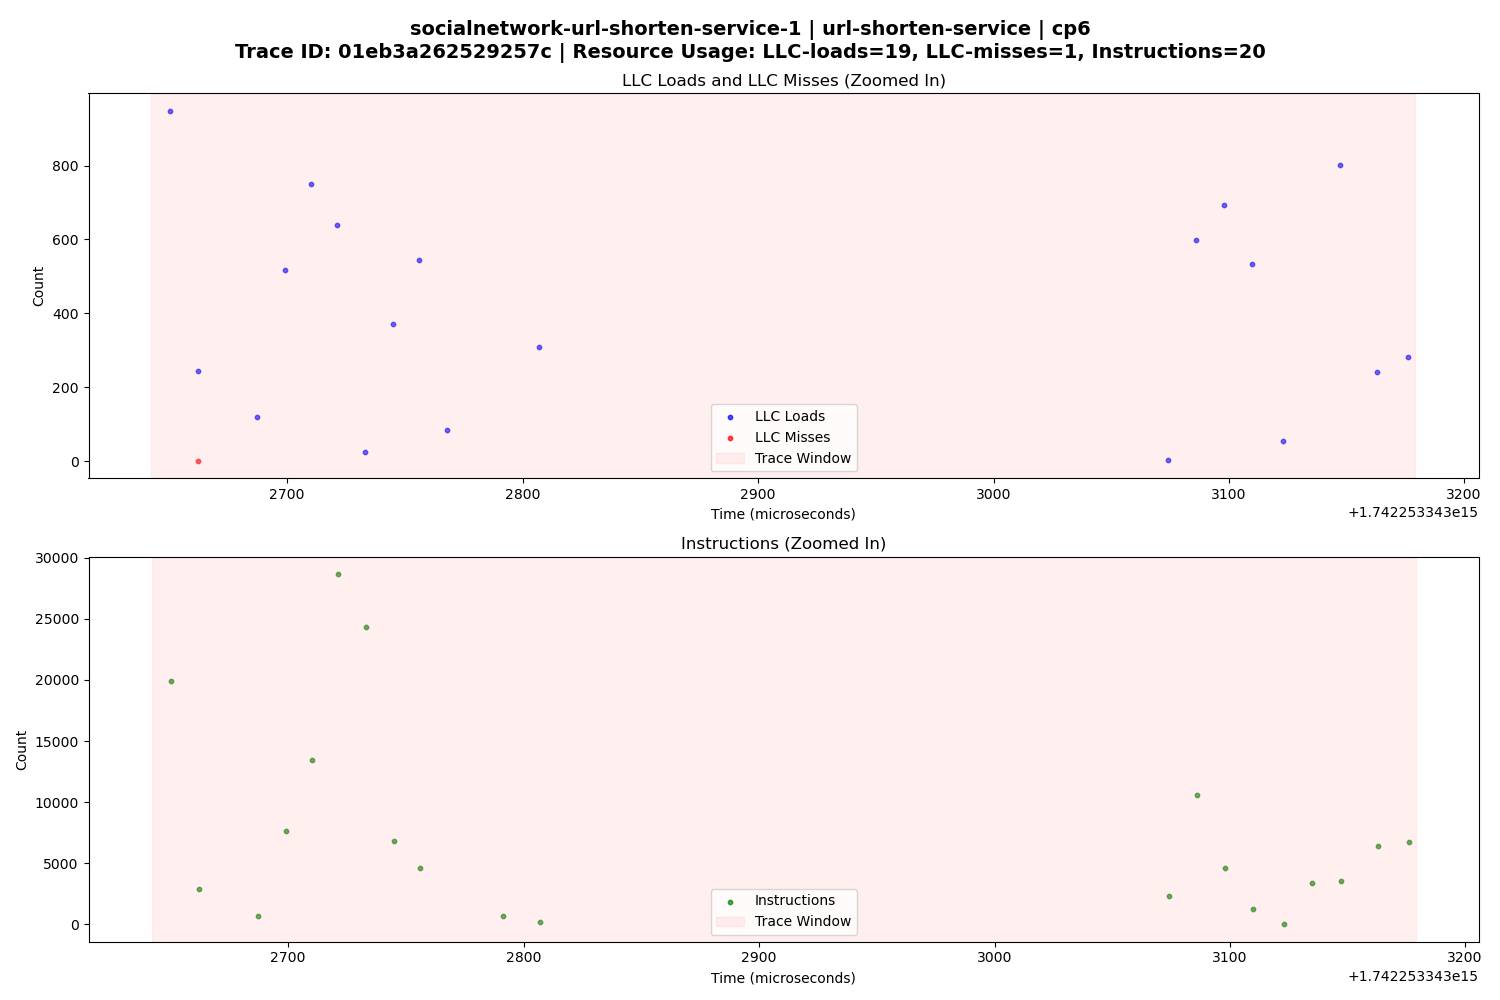 socialnetwork-url-shorten-service-1 | url-shorten-service | cp6
Trace ID: 01eb3a262529257c | Resource Usage: LLC-loads=19, LLC-misses=1, Instructions=20
LLC Loads and LLC Misses (Zoomed In)
800
600
400
200
0
Count
LLC Loads
LLC Misses
Trace Window
2700 2800 2900 3000 3100 3200
Time (microseconds)
+1.742253343e15
Instructions (Zoomed In)
30000
25000
20000
15000
10000
5000
0
Count
Instructions
Trace Window
2700 2800 2900 3000 3100 3200
Time (microseconds)
+1.742253343e15